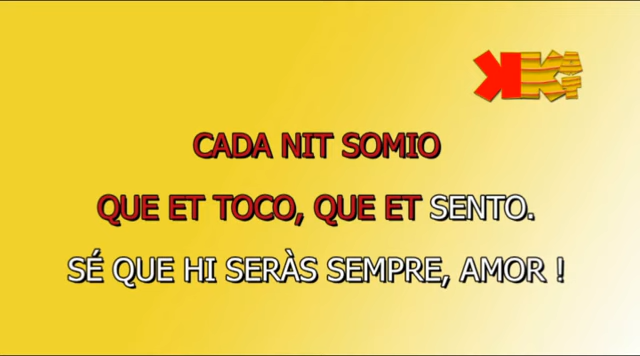 CADA NIT SOMIO
QUE ET TOCO, QUE ET SENTO.
SÉ QUE HI SERÀS SEMPRE, AMOR !